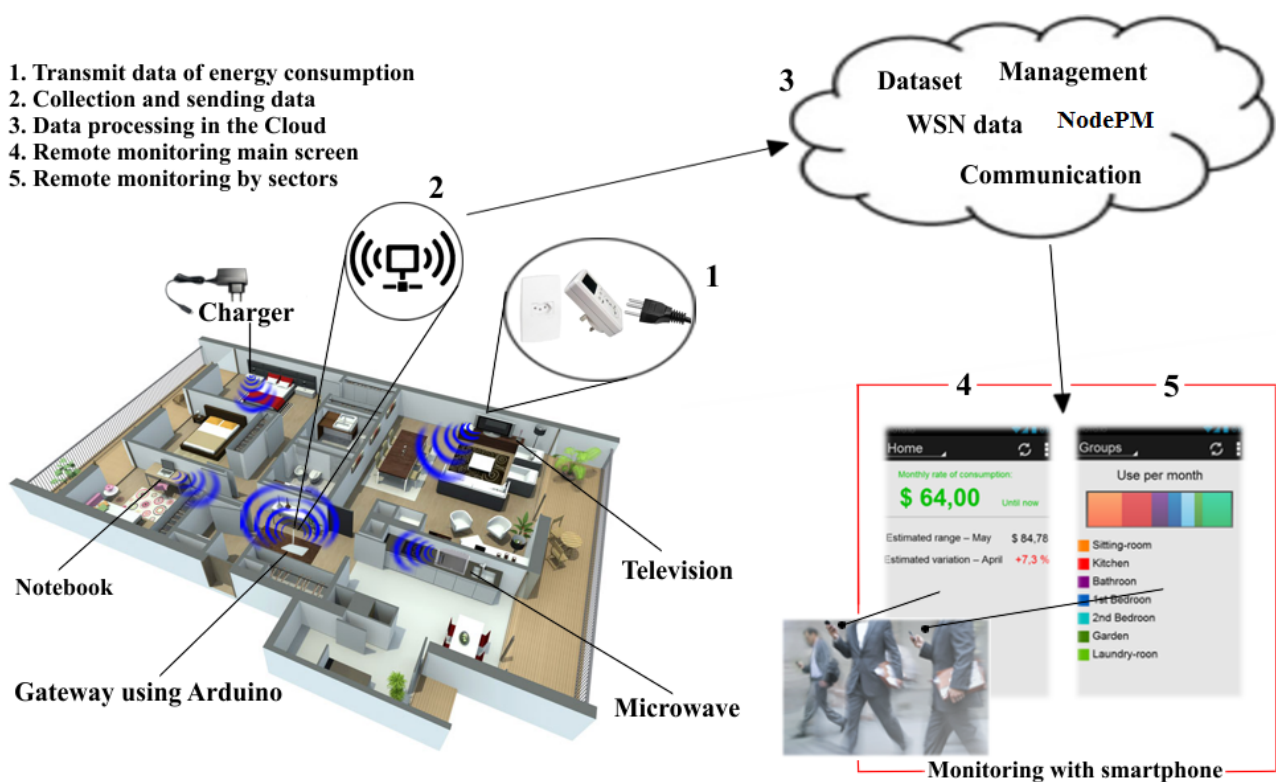 1. Transmit data of energy consumption
2. Collection and sending data
3. Data processing in the Cloud
4. Remote monitoring main screen
5. Remote monitoring by sectors
3
Dataset
Management
WSN data
NodePM
Communication
2
1
Charger
Notebook
Television
Gateway using Arduino
Microwave
4
5
Home
Monthly rate of consumption:
$ 64,00
Until now
Estimated range – May
$ 84,78
Estimated variation – April
+7,3 %
Groups
Use per month
Sitting-room
Kitchen
Bathroon
1st Bedroom
2nd Bedroom
Garden
Laundry-roon
Monitoring with smartphone